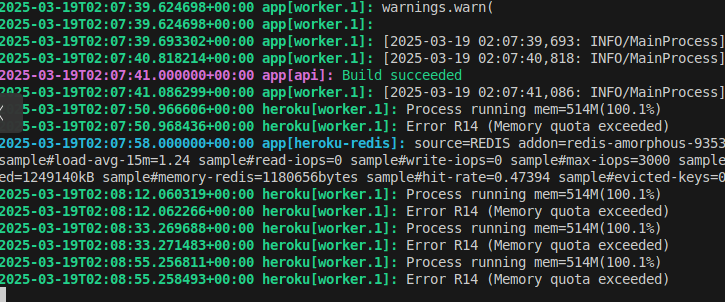 2025-03-19T02:07:39.624698+00:00 app[worker.1]: warnings.warn(
2025-03-19T02:07:39.624698+00:00 app[worker.1]:
2025-03-19T02:07:39.693302+00:00 app[worker.1]: [2025-03-19 02:07:39,693: INFO/MainProcess]
2025-03-19T02:07:40.818214+00:00 app[worker.1]: [2025-03-19 02:07:40,818: INFO/MainProcess]
2025-03-19T02:07:41.000000+00:00 app[api]: Build succeeded
2025-03-19T02:07:41.086299+00:00 app[worker.1]: [2025-03-19 02:07:41,086: INFO/MainProcess]
25-03-19T02:07:50.966606+00:00 heroku[worker.1]: Process running mem=514M(100.1%)
25-03-19T02:07:50.968436+00:00 heroku[worker.1]: Error R14 (Memory quota exceeded)
2025-03-19T02:07:58.000000+00:00 app[heroku-redis]: source=REDIS addon=redis-amorphous-9353
sample#load-avg-15m=1.24 sample#read-iops=0 sample#write-iops=0 sample#max-iops=3000 sample
ed=1249140kB sample#memory-redis=1180656bytes sample#hit-rate=0.47394 sample#evicted-keys=0
2025-03-19T02:08:12.060319+00:00 heroku[worker.1]: Process running mem=514M(100.1%)
2025-03-19T02:08:12.062266+00:00 heroku[worker.1]: Error R14 (Memory quota exceeded)
2025-03-19T02:08:33.269688+00:00 heroku[worker.1]: Process running mem=514M(100.1%)
2025-03-19T02:08:33.271483+00:00 heroku[worker.1]: Error R14 (Memory quota exceeded)
2025-03-19T02:08:55.256811+00:00 heroku[worker.1]: Process running mem=514M(100.1%)
2025-03-19T02:08:55.258493+00:00 heroku[worker.1]: Error R14 (Memory quota exceeded)